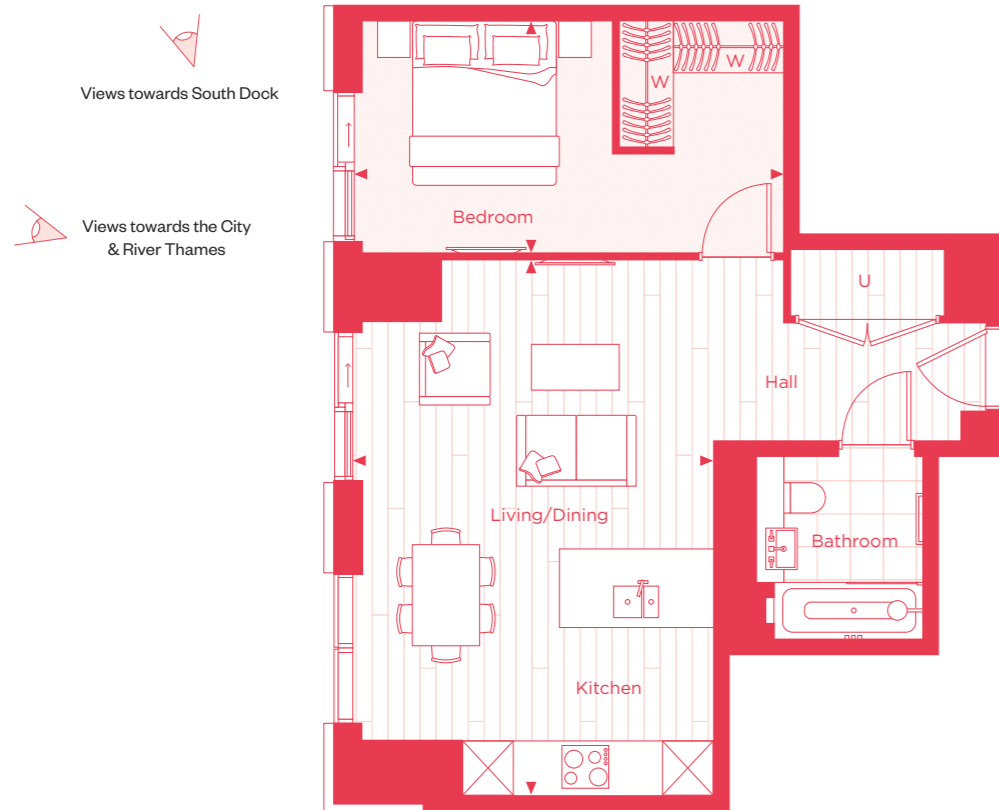 Views towards South Dock
Views towards the City
& River Thames
W
W
Bedroom
U
Hall
Living/Dining
Bathroom
Kitchen